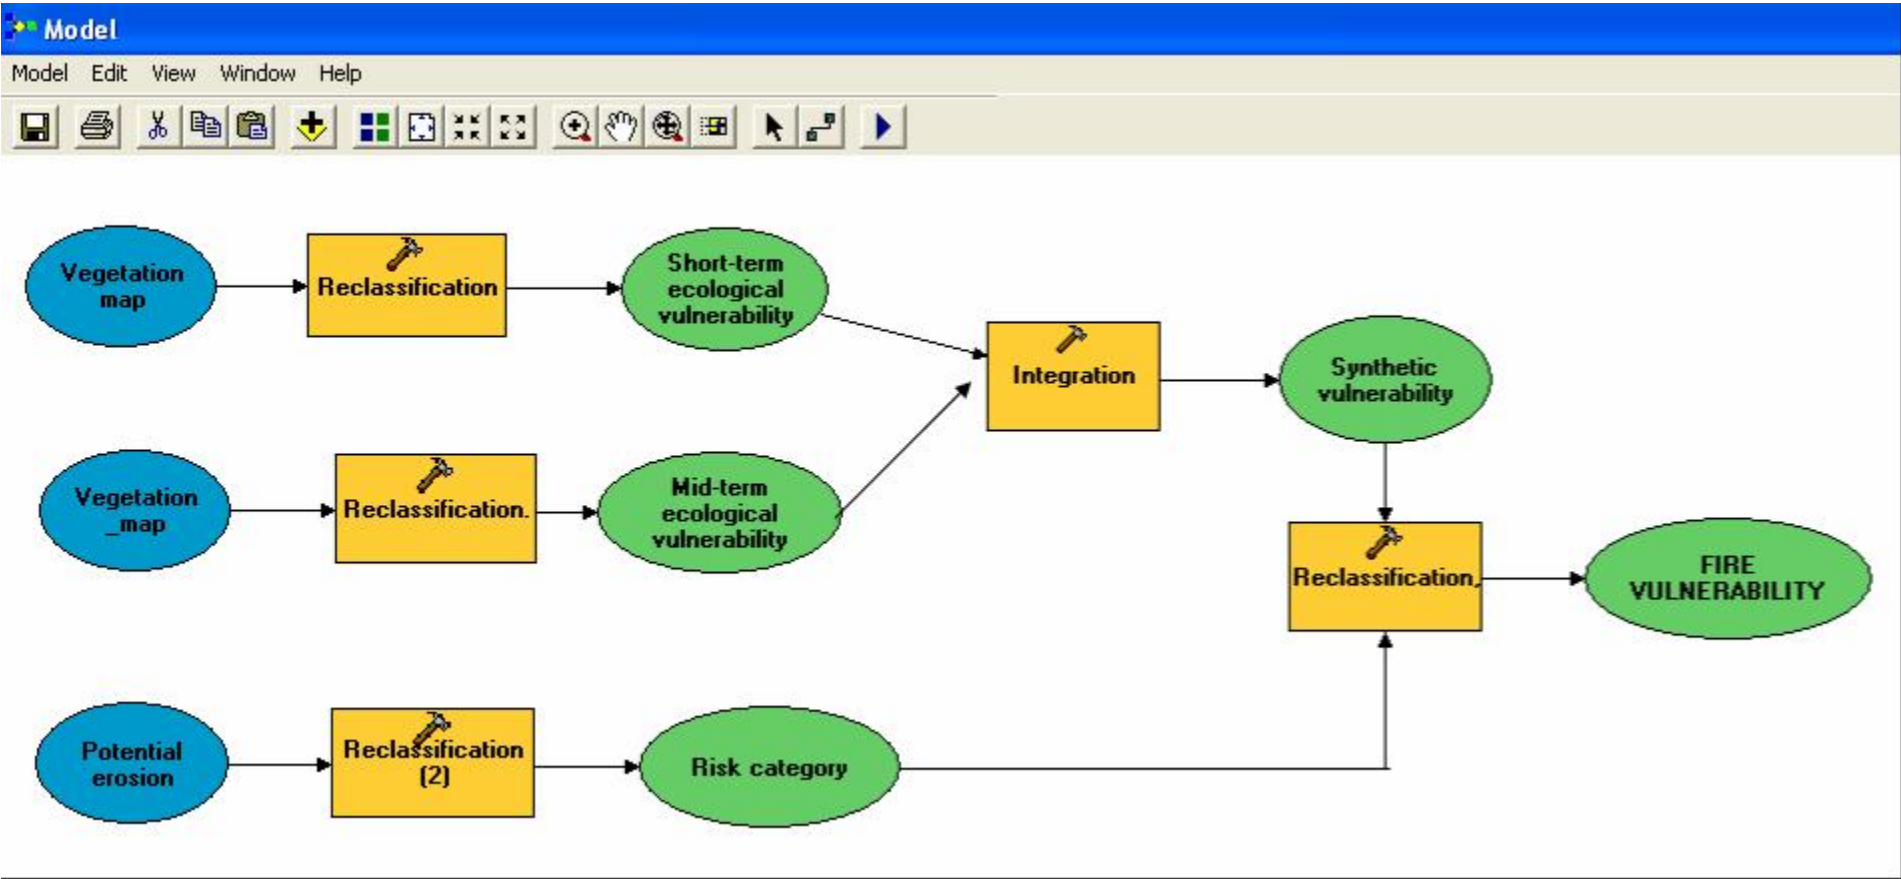 Model
Model Edit View Window Help
Vegetation
map
Reclassification
Short-term
ecological
vulnerability
Integration
Synthetic
vulnerability
Vegetation
_map
Reclassification.
Mid-term
ecological
vulnerability
Reclassification,
FIRE
VULNERABILITY
Potential
erosion
Reclassification
(2)
Risk category